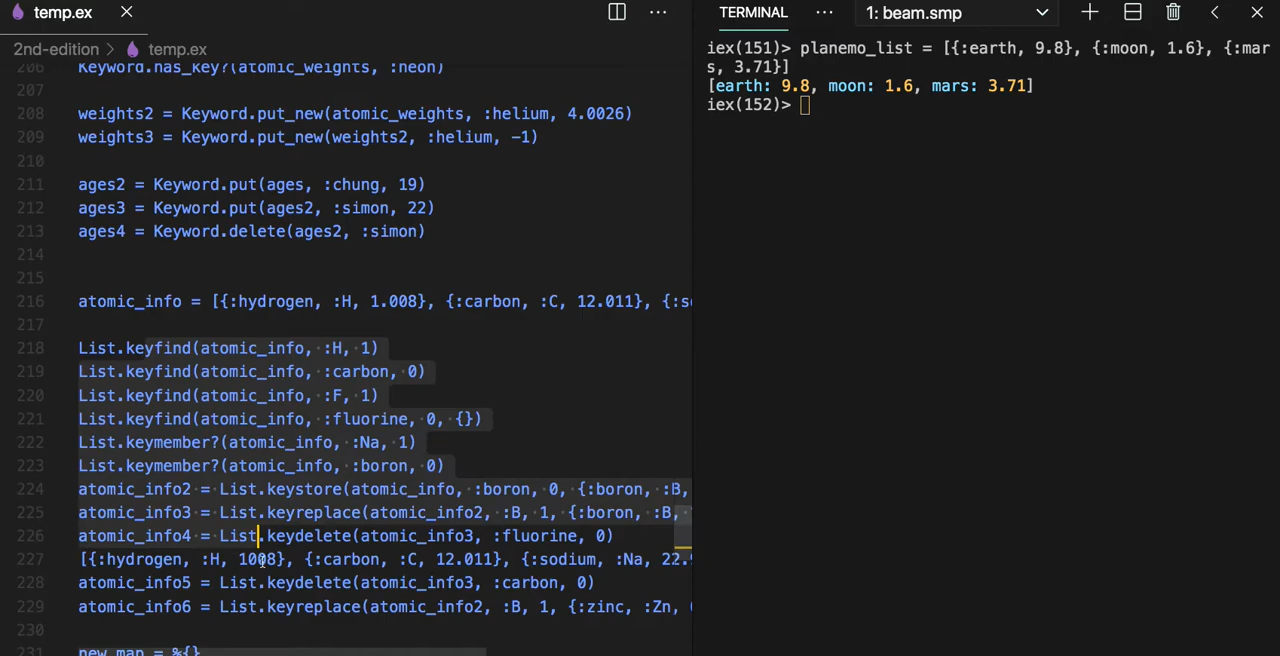 temp.ex
2nd-edition > temp.ex
206 Keyword.has_key?(atomic_weights, :neon)
207
208 weights2 = Keyword.put_new(atomic_weights, :helium, 4.0026)
209 weights3 = Keyword.put_new(weights2, :helium, -1)
210
211 ages2 = Keyword.put(ages, :chung, 19)
212 ages3 = Keyword.put(ages2, :simon, 22)
213 ages4 = Keyword.delete(ages2, :simon)
214
215
216 atomic_info = [{:hydrogen, :H, 1.008}, {:carbon, :C, 12.011}, {:s
217
218 List.keyfind(atomic_info, :H, 1)
219 List.keyfind(atomic_info, :carbon, 0)
220 List.keyfind(atomic_info, :F, 1)
221 List.keyfind(atomic_info, :fluorine, 0, {})
222 List.keymember?(atomic_info, :Na, 1)
223 List.keymember?(atomic_info, :boron, 0)
224 atomic_info2 = List.keystore(atomic_info, :boron, 0, {:boron, :B,
225 atomic_info3 = List.keyreplace(atomic_info2, :B, 1, {:boron, :B,
226 atomic_info4 = List.keydelete(atomic_info3, :fluorine, 0)
227 [{:hydrogen, :H, 1008}, {:carbon, :C, 12.011}, {:sodium, :Na, 22.
228 atomic_info5 = List.keydelete(atomic_info3, :carbon, 0)
229 atomic_info6 = List.keyreplace(atomic_info2, :B, 1, {:zinc, :Zn,
230
231 new_map = %{}
TERMINAL
1: beam.smp
iex(151)> planemo_list = [{:earth, 9.8}, {:moon, 1.6}, {:mar
s, 3.71}]
[earth: 9.8, moon: 1.6, mars: 3.71]
iex(152)>